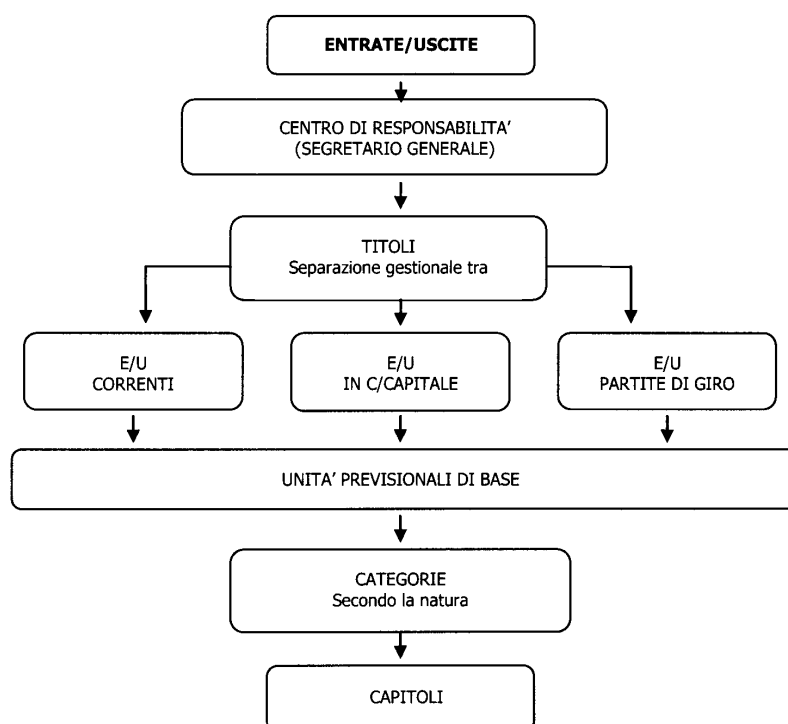 ENTRATE/USCITE
CENTRO DI RESPONSABILITA’
(SEGRETARIO GENERALE)
TITOLI
Separazione gestionale tra
E/U
CORRENTI
E/U
IN C/CAPITALE
E/U
PARTITE DI GIRO
UNITA’ PREVISIONALI DI BASE
CATEGORIE
Secondo la natura
CAPITOLI